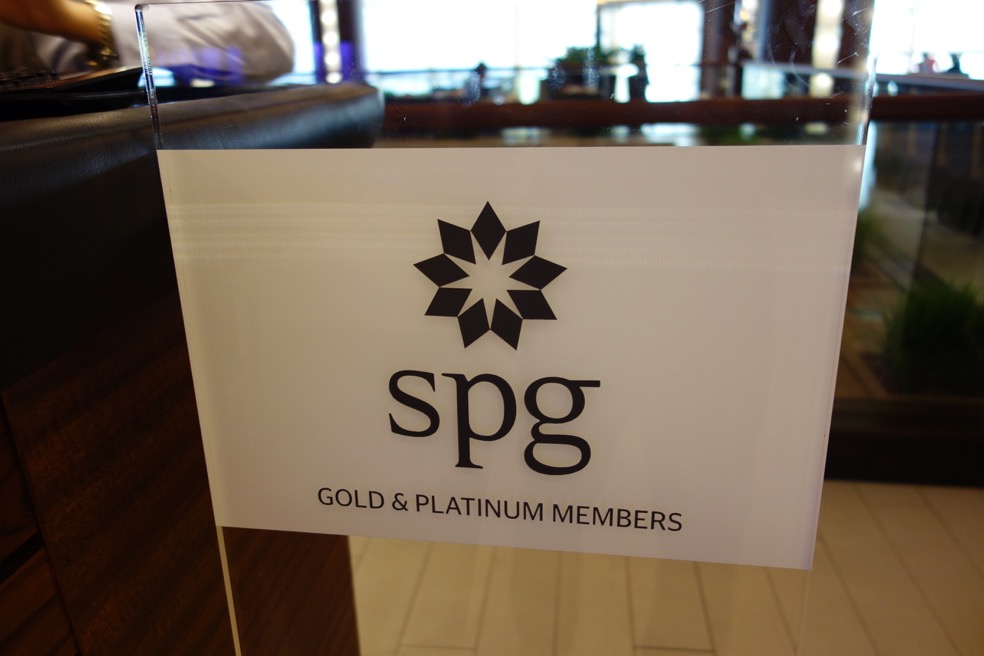 spg
GOLD & PLATINUM MEMBERS